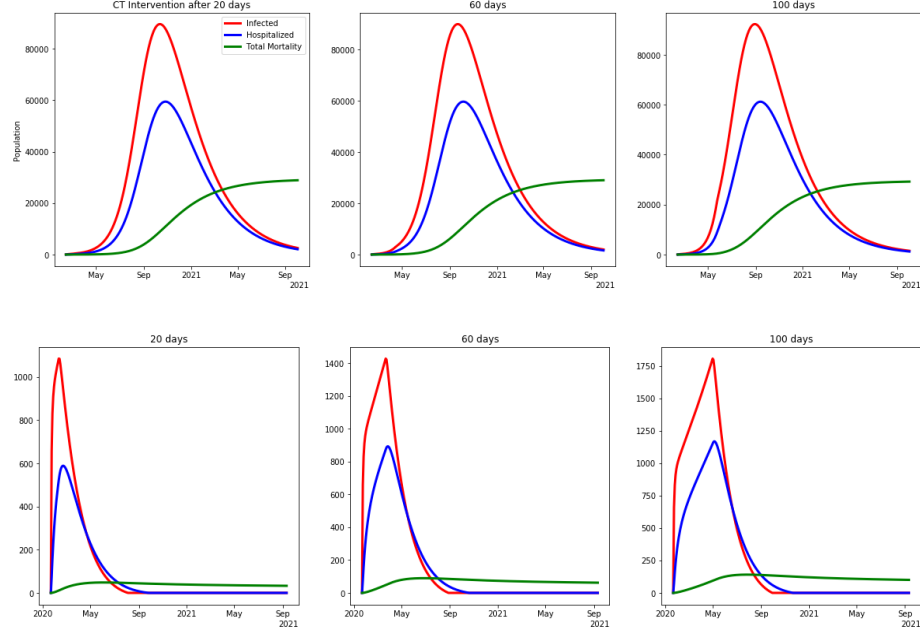 CT Intervention after 20 days
60 days
100 days
Infected
Hospitalized
Total Mortality
Population
80000
60000
40000
20000
0
May
Sep
2021
May
Sep
2021
80000
60000
40000
20000
0
May
Sep
2021
May
Sep
2021
80000
60000
40000
20000
0
May
Sep
2021
May
Sep
2021
20 days
60 days
100 days
1000
800
600
400
200
0
2020
May
Sep
2021
May
Sep
2021
1400
1200
1000
800
600
400
200
0
2020
May
Sep
2021
May
Sep
2021
1750
1500
1250
1000
750
500
250
0
2020
May
Sep
2021
May
Sep
2021